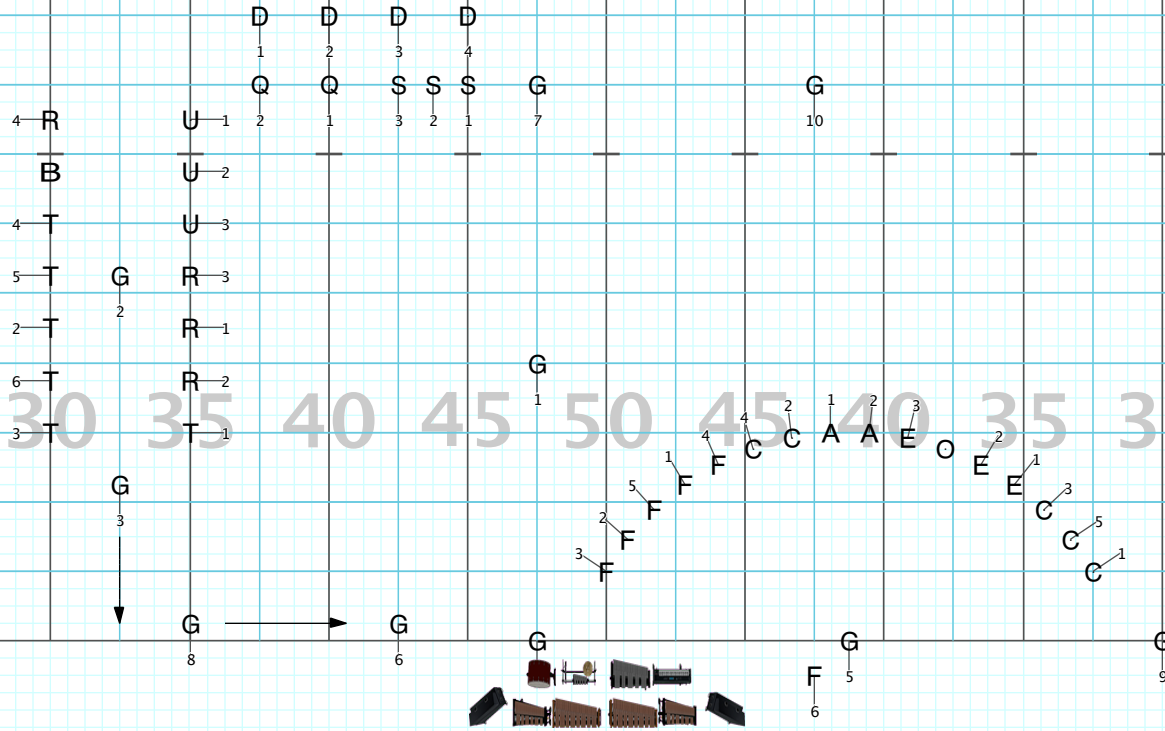 D D D D
1 2 3 4
Q Q S S S G G
2 1 3 2 1 7 10
4 R U 1
B U 2
4 T U 3
5 T G R 3
2
2 T R 1
G
6 T R 2
1
30 35 40 45 50 45 40 35 3
3 T T 1
4 2 1 2 3
C C A A E O
1 4 2 1
F F E E
G
3
5 3
F C
2 5
F C
3 1
F C
G G
8 6
G G G
5 9
F
6